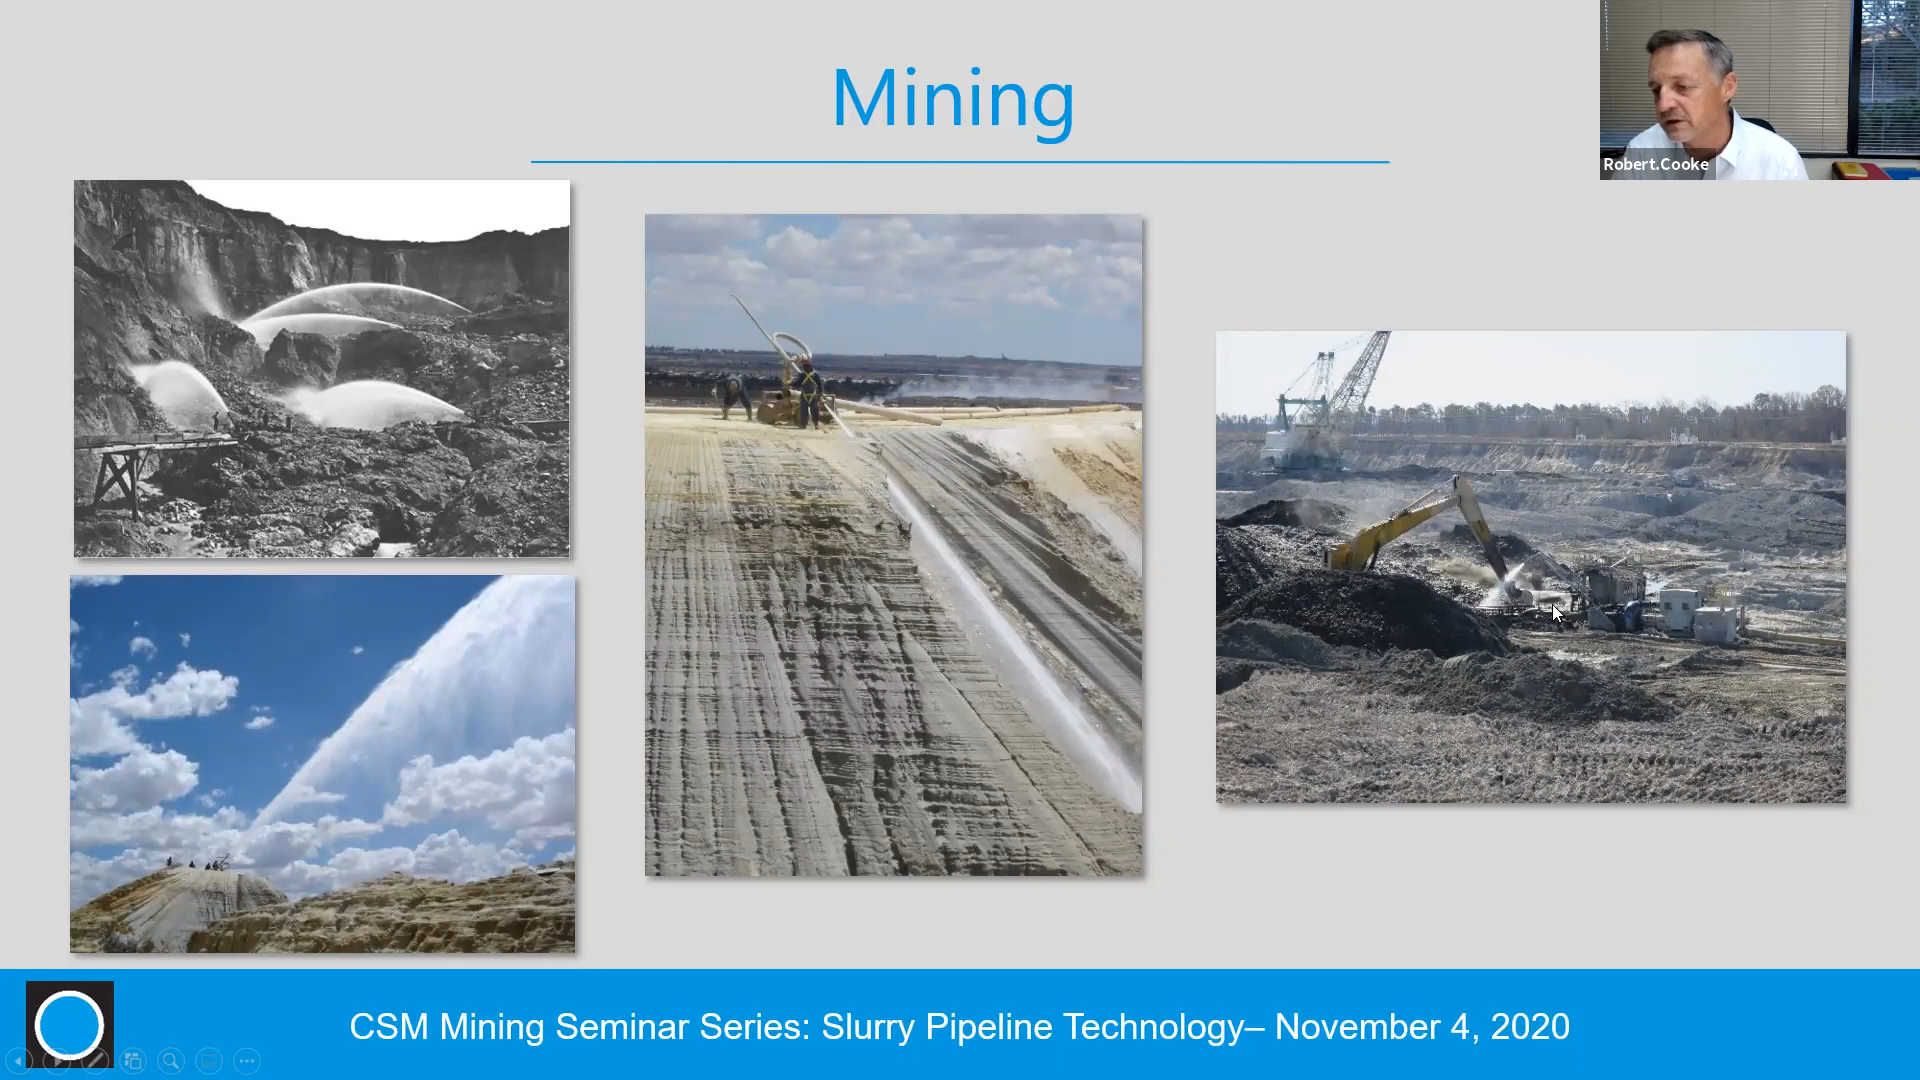 Mining
Robert.Cooke
CSM Mining Seminar Series: Slurry Pipeline Technology– November 4, 2020